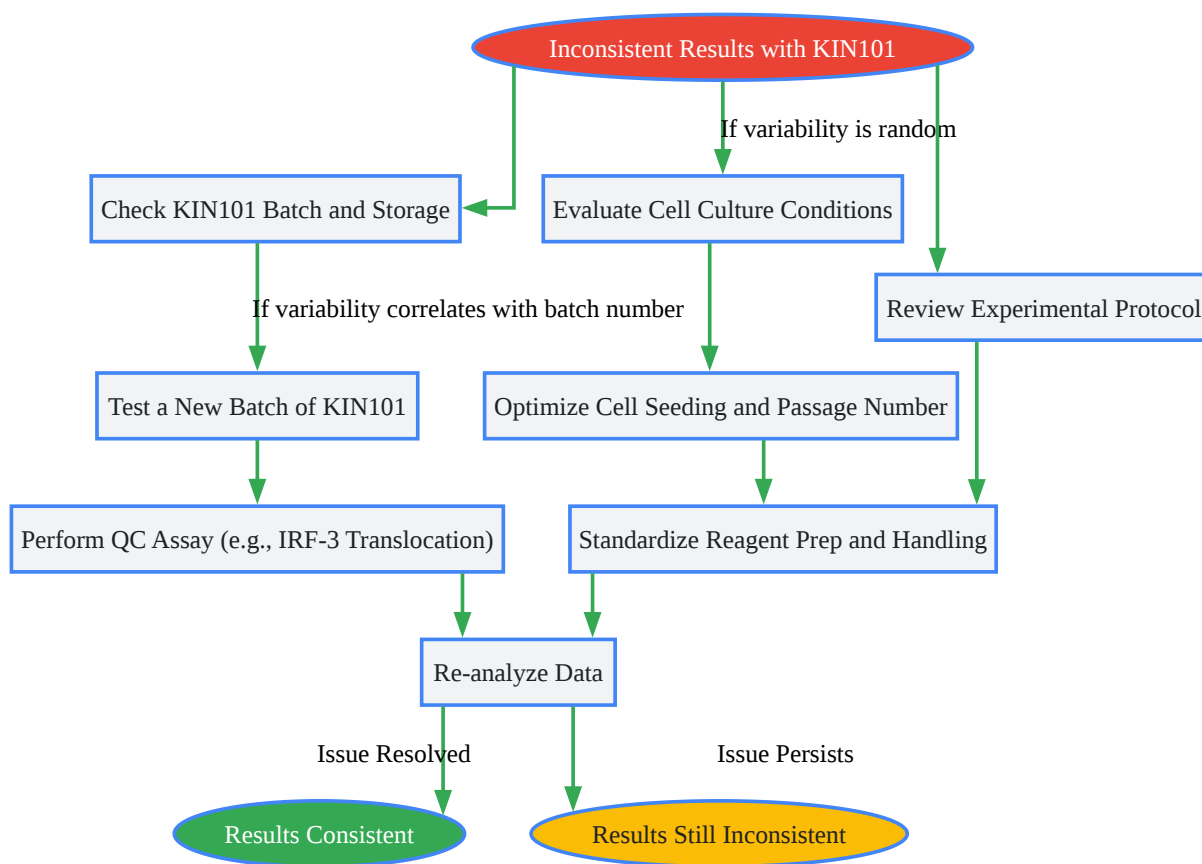 Inconsistent Results with KIN101
If variability is random
Check KIN101 Batch and Storage
Evaluate Cell Culture Conditions
If variability correlates with batch number
Review Experimental Protocol
Test a New Batch of KIN101
Optimize Cell Seeding and Passage Number
Perform QC Assay (e.g., IRF-3 Translocation)
Standardize Reagent Prep and Handling
Re-analyze Data
Issue Resolved
Issue Persists
Results Consistent
Results Still Inconsistent